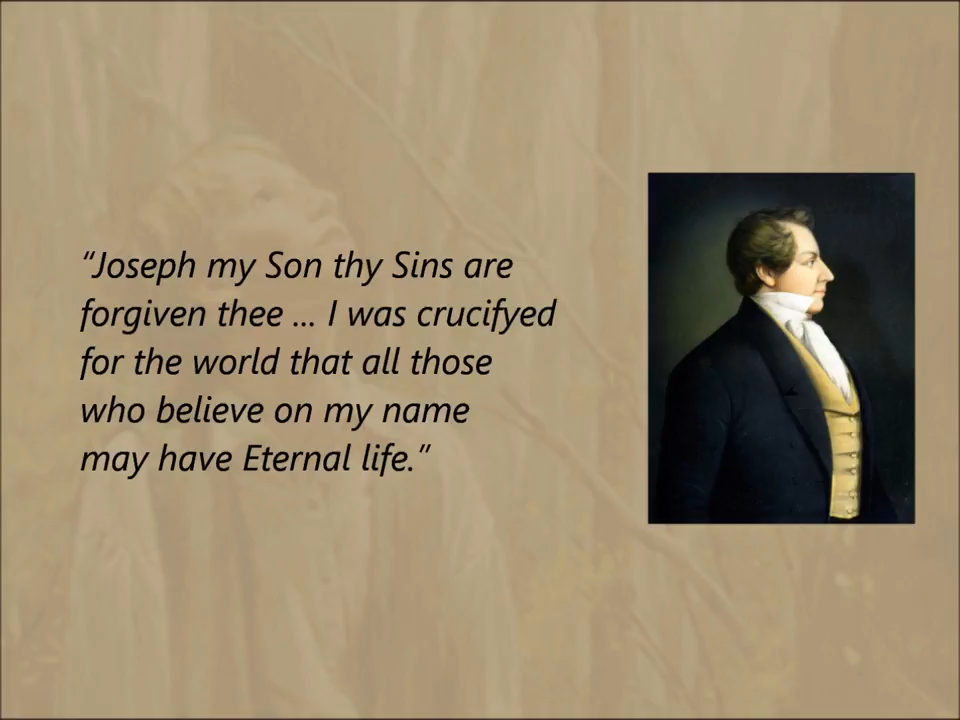 “Joseph my Son thy Sins are
forgiven thee ... I was crucifyed
for the world that all those
who believe on my name
may have Eternal life.”